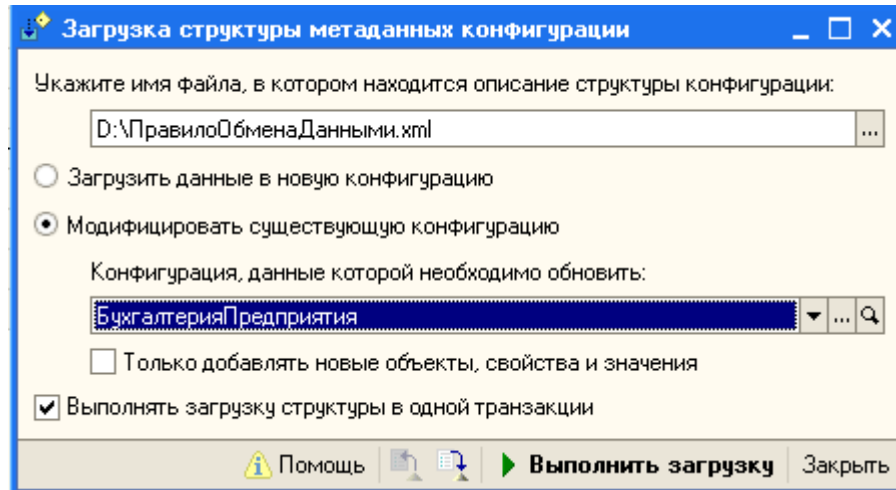 Загрузка структуры метаданных конфигурации
Укажите имя файла, в котором находится описание структуры конфигурации:
D:\ПравилоОбменаДанными.xml
...
Загрузить данные в новую конфигурацию
Модифицировать существующую конфигурацию
Конфигурация, данные которой необходимо обновить:
БухгалтерияПредприятия
...
Только добавлять новые объекты, свойства и значения
Выполнять загрузку структуры в одной транзакции
Помощь Выполнить загрузку Закрыть